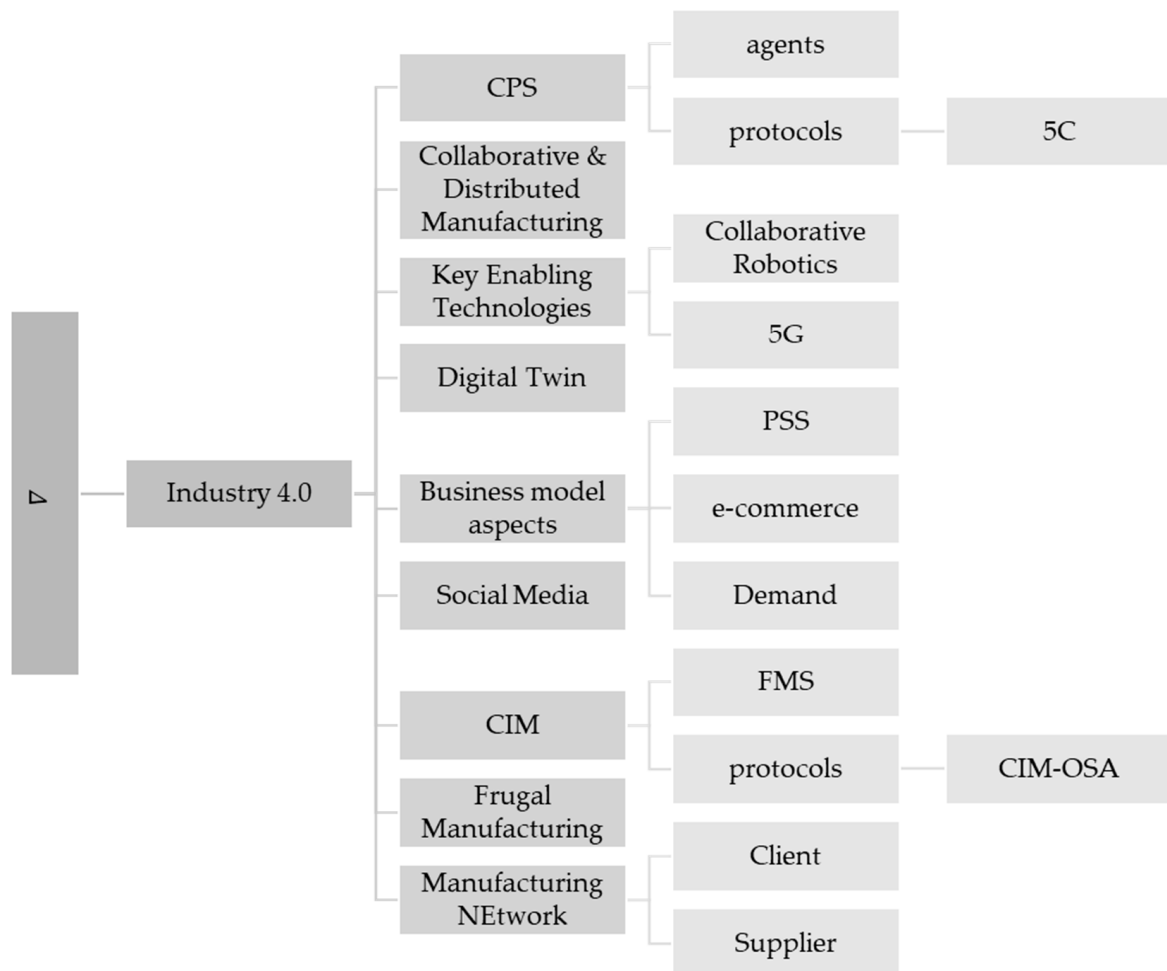 4
Industry 4.0
CPS
agents
protocols
5C
Collaborative &
Distributed
Manufacturing
Key Enabling
Technologies
Collaborative
Robotics
5G
Digital Twin
Business model
aspects
PSS
e-commerce
Demand
Social Media
CIM
FMS
protocols
CIM-OSA
Frugal
Manufacturing
Manufacturing
NEtwork
Client
Supplier